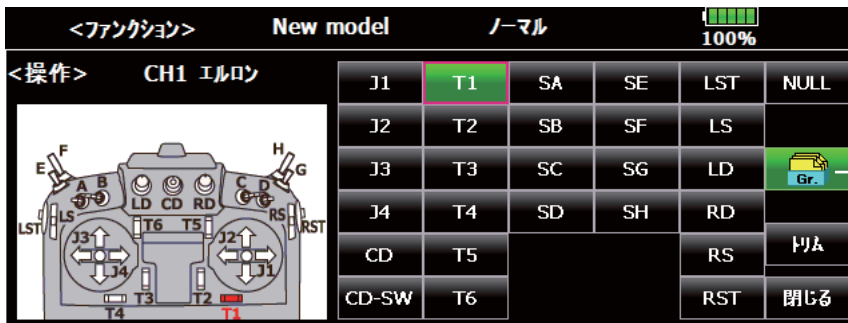 <ファンクション> New model ノーマル 100%
<操作> CH1 エルロン
J1 T1 SA SE LST NULL
J2 T2 SB SF LS
J3 T3 SC SG LD Gr.
J4 T4 SD SH RD
CD T5 RS トリム
CD-SW T6 RST 閉じる
F H
E G
A B C D
LD CD RD
LST LS T6 T5 RS RST
J3 J2
J4 J1
T3 T2
T4 T1